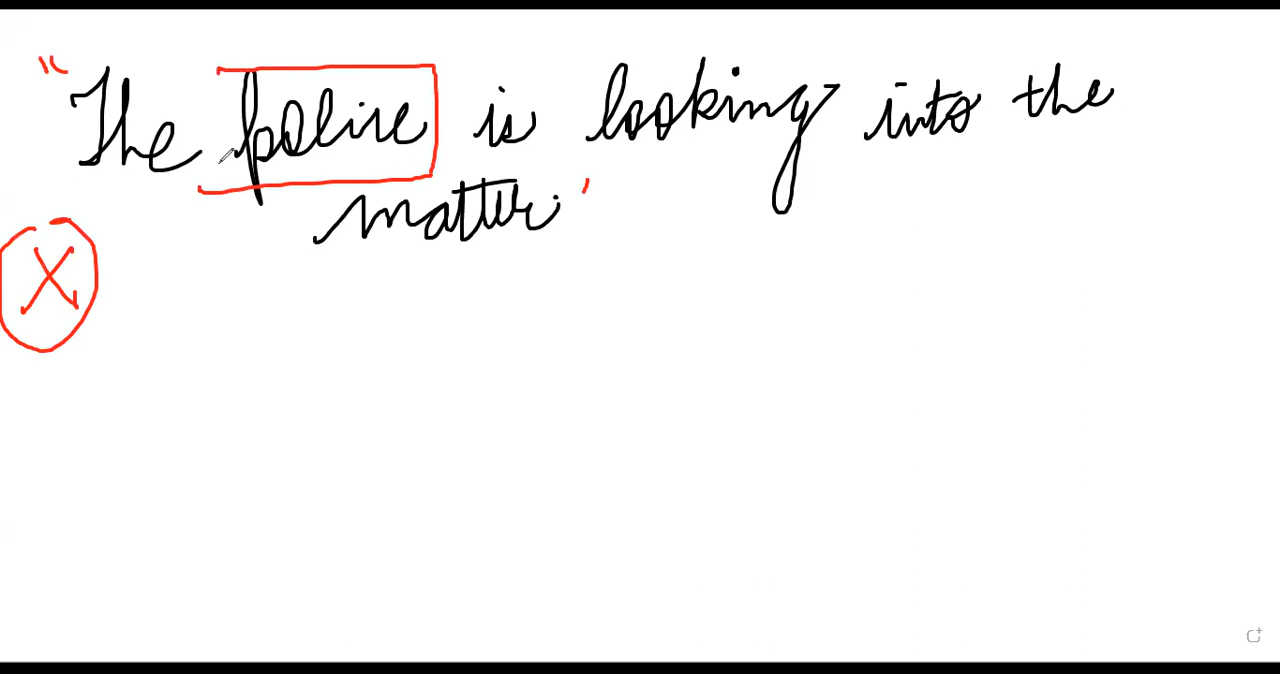 "The police is looking into the
matter.'
X